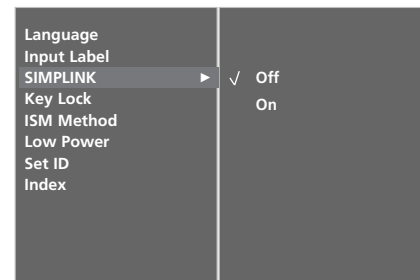 Language
Input Label
SIMPLINK
Key Lock
ISM Method
Low Power
Set ID
Index
Off
On